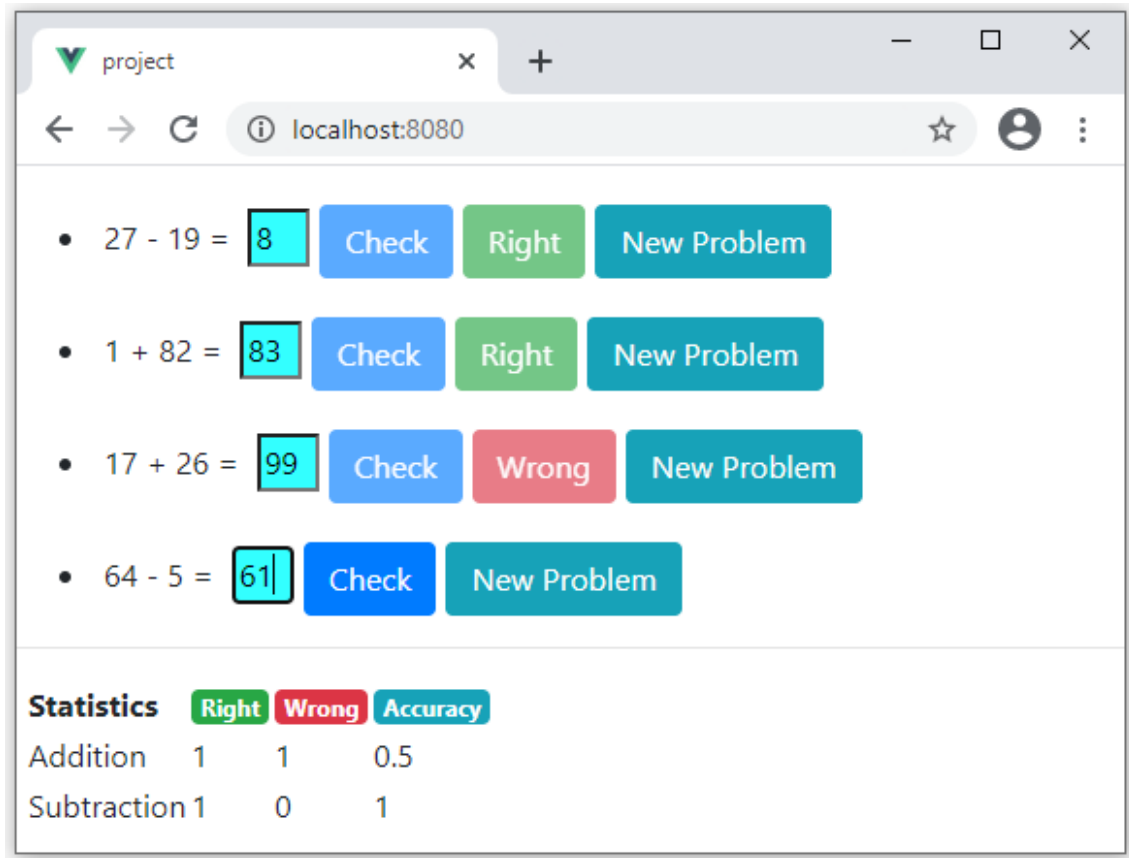 project
localhost:8080
27 - 19 = 8 Check Right New Problem
1 + 82 = 83 Check Right New Problem
17 + 26 = 99 Check Wrong New Problem
64 - 5 = 61 Check New Problem
Statistics Right Wrong Accuracy
Addition 1 1 0.5
Subtraction 1 0 1